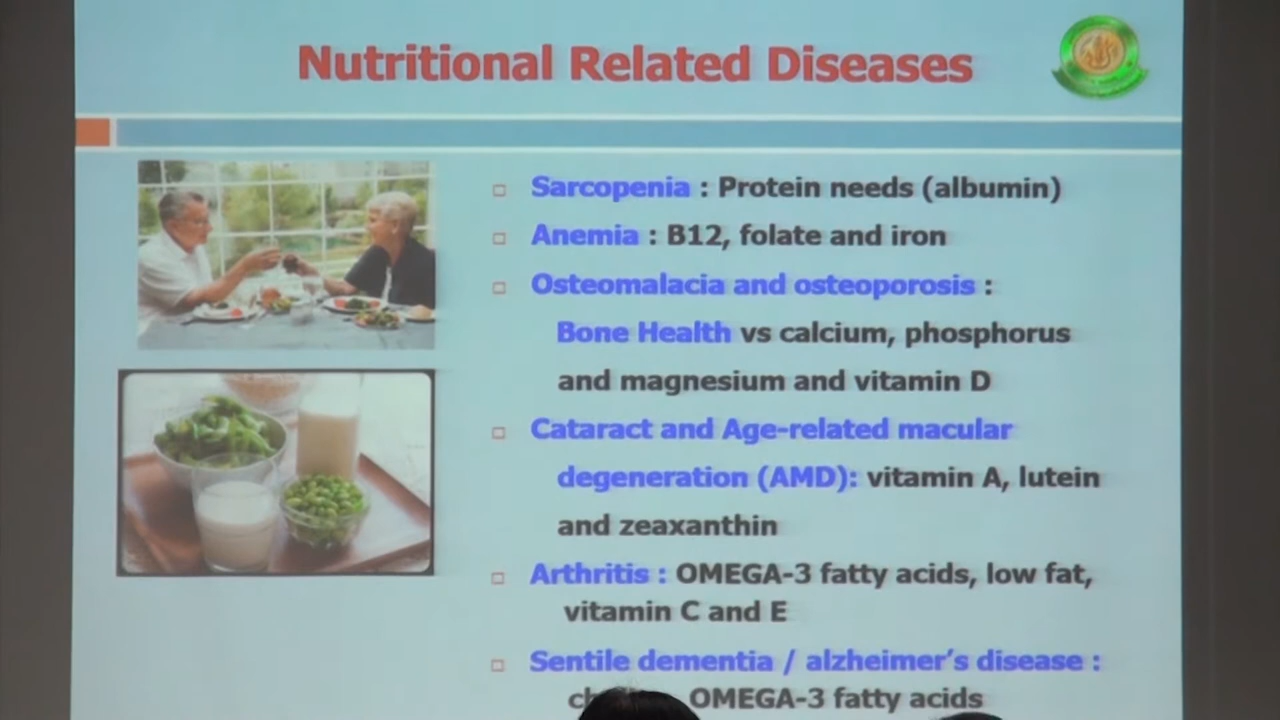 Nutritional Related Diseases
Sarcopenia : Protein needs (albumin)
Anemia : B12, folate and iron
Osteomalacia and osteoporosis :
Bone Health vs calcium, phosphorus
and magnesium and vitamin D
Cataract and Age-related macular
degeneration (AMD): vitamin A, lutein
and zeaxanthin
Arthritis : OMEGA-3 fatty acids, low fat,
vitamin C and E
Sentile dementia / alzheimer's disease :
OMEGA-3 fatty acids